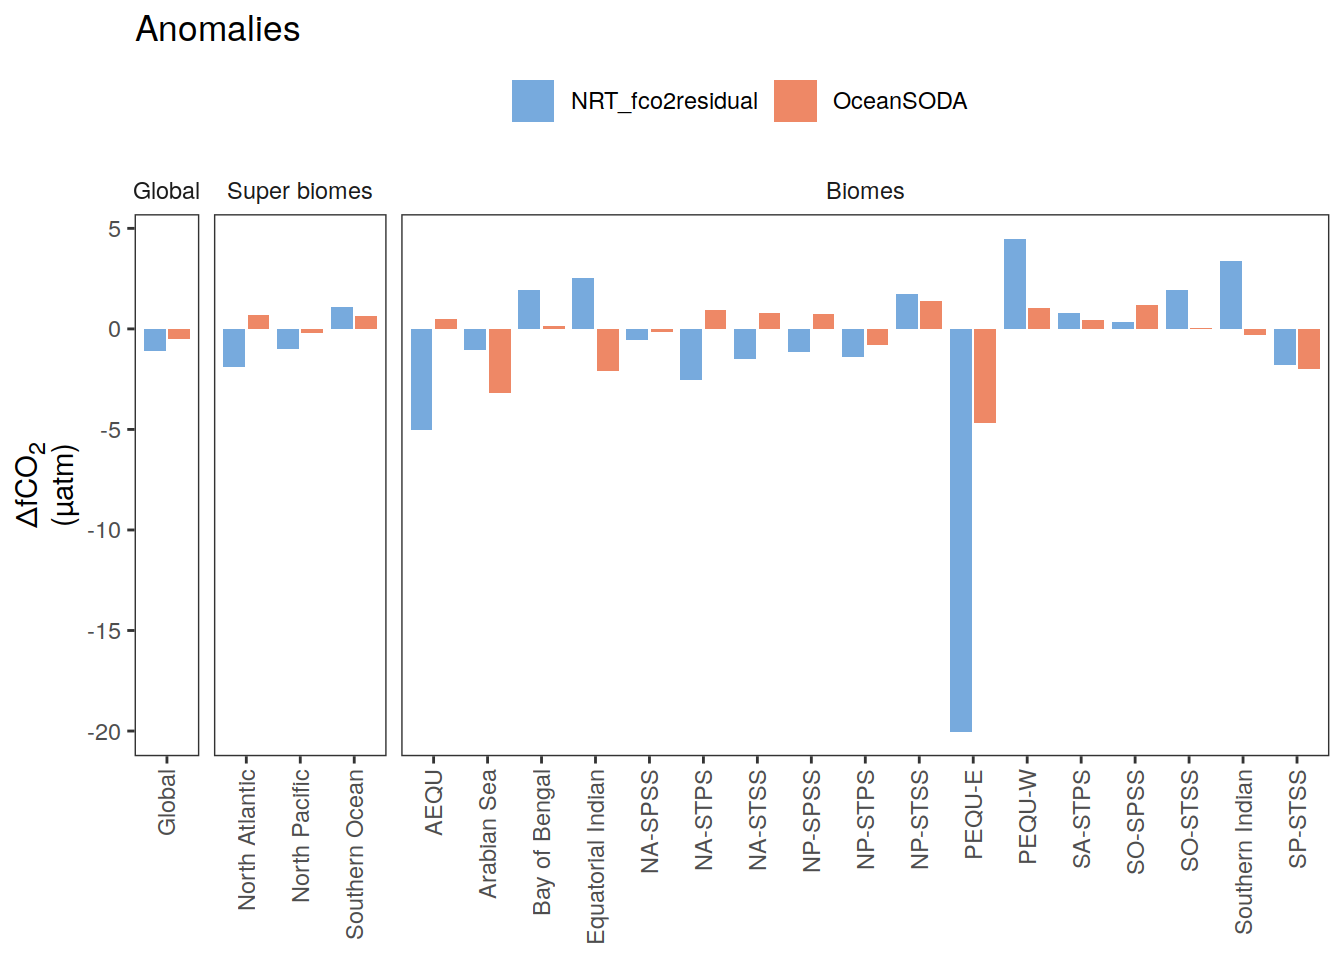 Anomalies
NRT_fco2residual OceanSODA
Global Super biomes Biomes
5
0
-5
-10
-15
-20
ΔfCO₂
(µatm)
Global
North Atlantic
North Pacific
Southern Ocean
AEQU
Arabian Sea
Bay of Bengal
Equatorial Indian
NA-SPSS
NA-STPS
NA-STSS
NP-SPSS
NP-STPS
NP-STSS
PEQU-E
PEQU-W
SA-STPS
SO-SPSS
SO-STSS
Southern Indian
SP-STSS